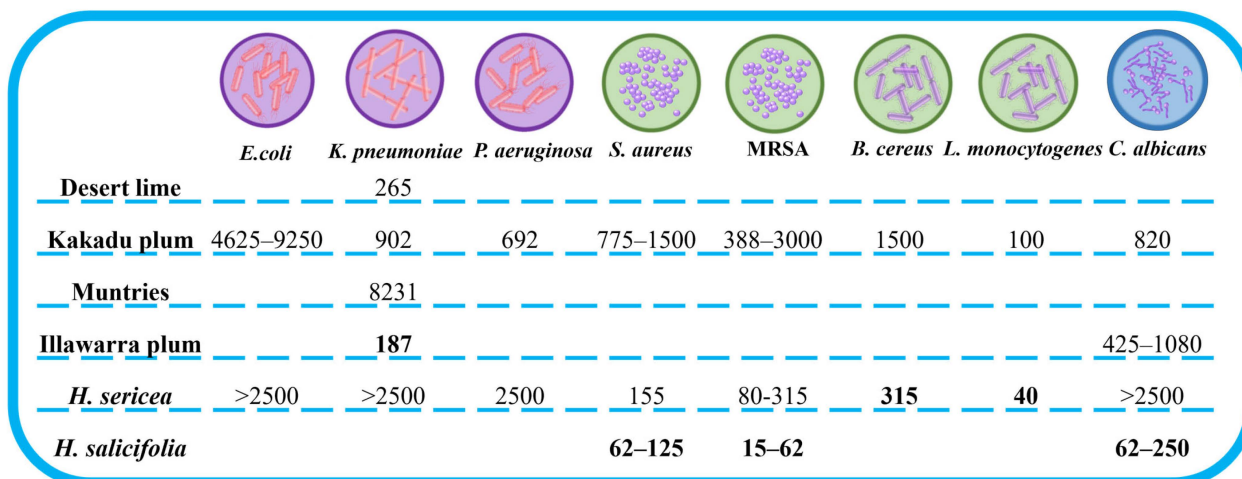 E.coli K. pneumoniae P. aeruginosa S. aureus MRSA B. cereus L. monocytogenes C. albicans
Desert lime 265
Kakadu plum 4625–9250 902 692 775–1500 388–3000 1500 100 820
Muntries 8231
Illawarra plum 187 425–1080
H. sericea >2500 >2500 2500 155 80-315 315 40 >2500
H. salicifolia 62–125 15–62 62–250